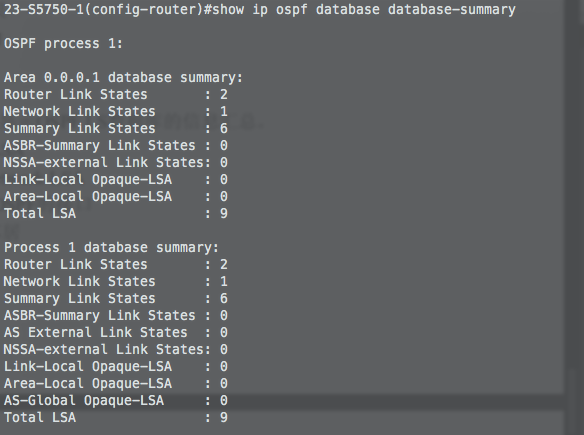 23-S5750-1(config-router)#show ip ospf database database-summary
OSPF process 1:
Area 0.0.0.1 database summary:
Router Link States : 2
Network Link States : 1
Summary Link States : 6
ASBR-Summary Link States : 0
NSSA-external Link States: 0
Link-Local Opaque-LSA : 0
Area-Local Opaque-LSA : 0
Total LSA : 9
Process 1 database summary:
Router Link States : 2
Network Link States : 1
Summary Link States : 6
ASBR-Summary Link States : 0
AS External Link States : 0
NSSA-external Link States: 0
Link-Local Opaque-LSA : 0
Area-Local Opaque-LSA : 0
AS-Global Opaque-LSA : 0
Total LSA : 9